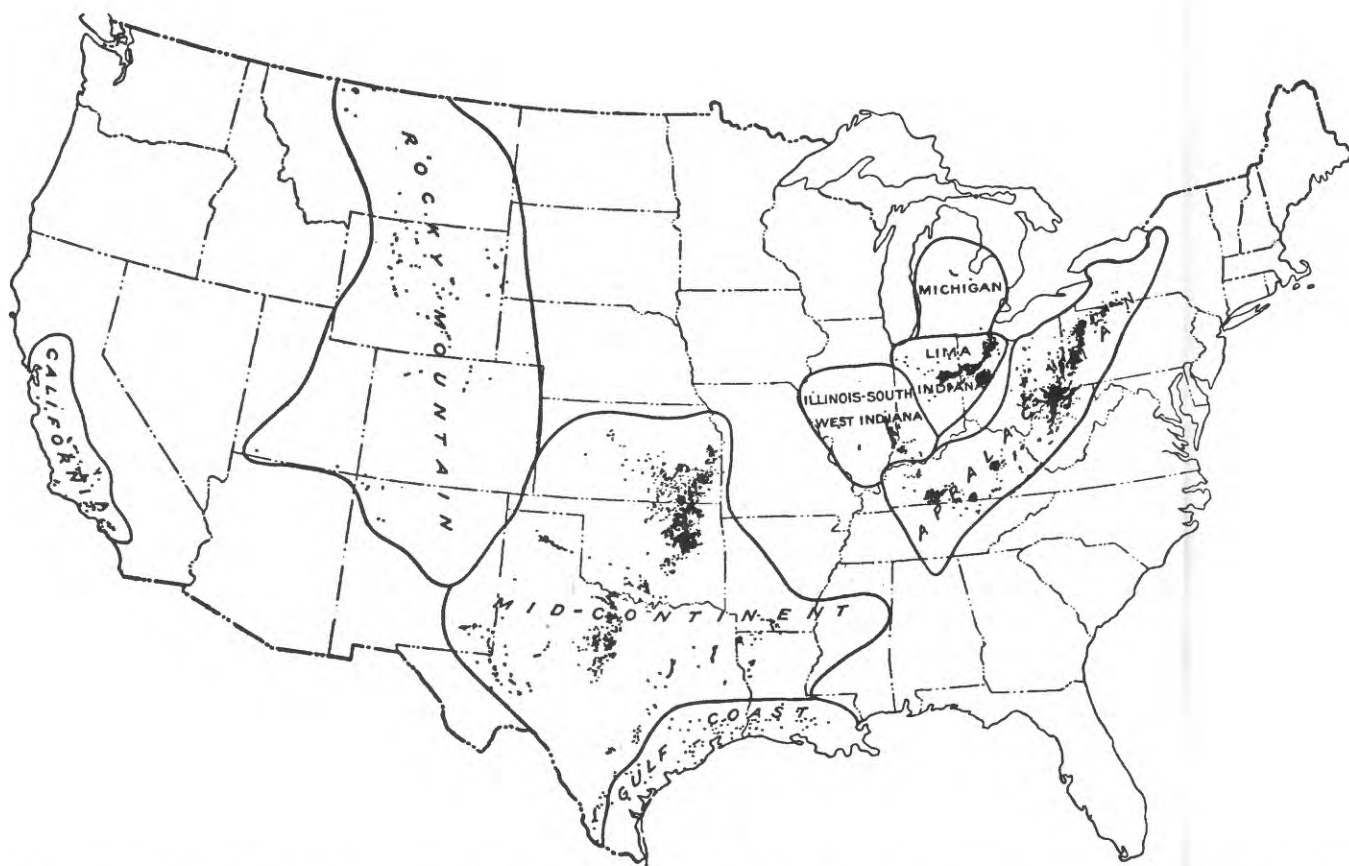 ROCKY MOUNTAIN
MICHIGAN
LIMA
INDIANA
ILLINOIS-SOUTH
WEST INDIANA
APPALACHIAN
CALIFORNIA
MID-CONTINENT
GULF COAST